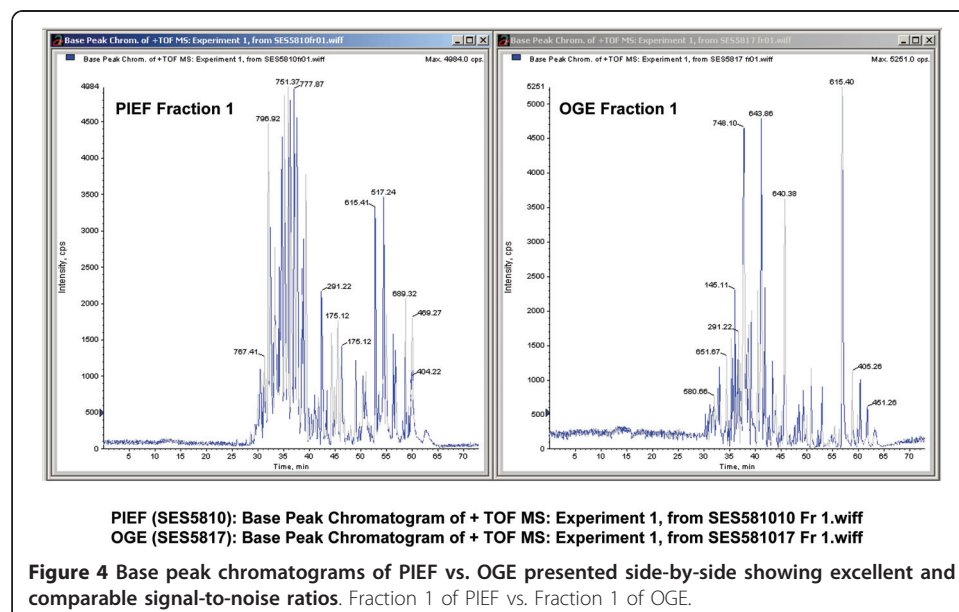 Base Peak Chrom. of +TOF MS: Experiment 1, from SES5810fr01.wiff
Base Peak Chrom. of +TOF MS: Experiment 1, from SES5810fr01.wiff
Max. 4984.0 cps.
4984
4500
4000
3500
3000
2500
2000
1500
1000
500
0
Intensity, cps
PIEF Fraction 1
751.37
777.87
796.92
517.24
615.41
291.22
175.12
175.12
689.32
469.27
404.22
767.41
5 10 15 20 25 30 35 40 45 50 55 60 65 70
Time, min
Base Peak Chrom. of +TOF MS: Experiment 1, from SES5817 fr01.wiff
Base Peak Chrom. of +TOF MS: Experiment 1, from SES5817 fr01.wiff
Max. 5251.0 cps.
5251
5000
4500
4000
3500
3000
2500
2000
1500
1000
500
0
Intensity, cps
OGE Fraction 1
615.40
643.86
748.10
640.38
145.11
291.22
651.67
580.66
405.26
451.26
5 10 15 20 25 30 35 40 45 50 55 60 65 70
Time, min
PIEF (SES5810): Base Peak Chromatogram of + TOF MS: Experiment 1, from SES581010 Fr 1.wiff
OGE (SES5817): Base Peak Chromatogram of + TOF MS: Experiment 1, from SES581017 Fr 1.wiff
Figure 4 Base peak chromatograms of PIEF vs. OGE presented side-by-side showing excellent and
comparable signal-to-noise ratios. Fraction 1 of PIEF vs. Fraction 1 of OGE.